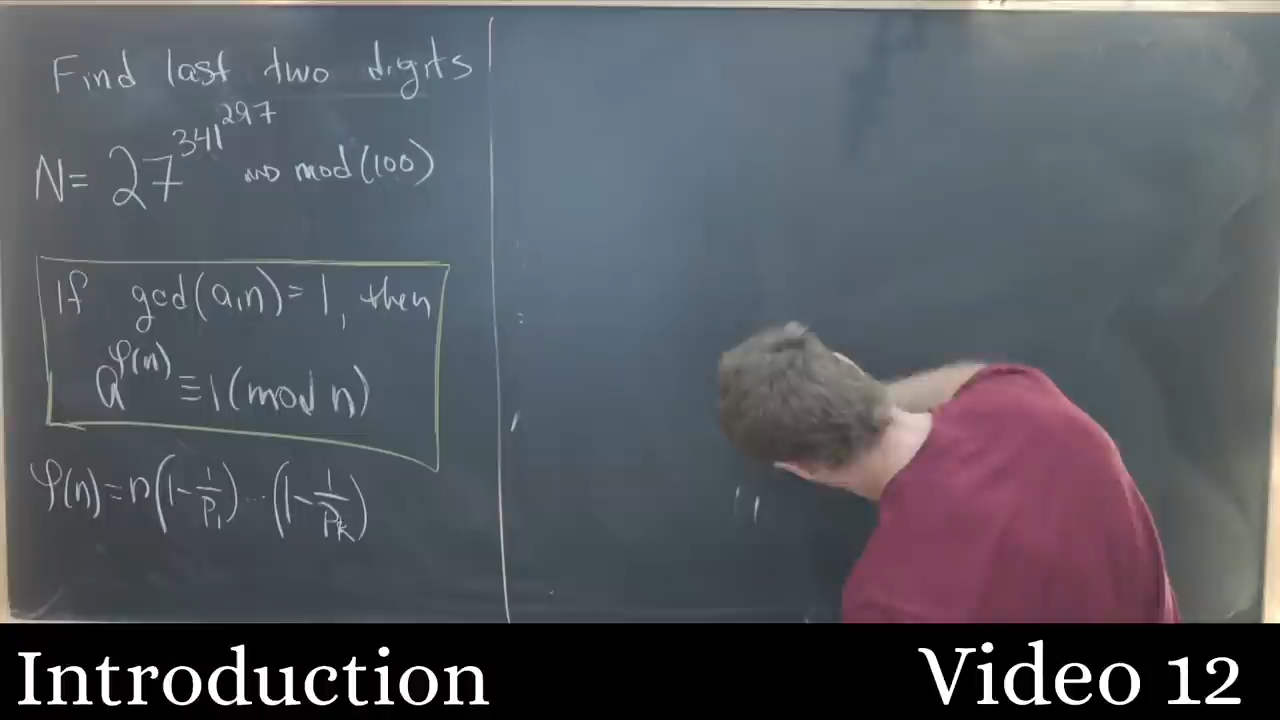 Find last two digits
N= 27^341^297 mod (100)
If gcd(a,n)=1, then
a^φ(n) ≡ 1 (mod n)
φ(n)=n(1-1/p₁)...(1-1/pₖ)
Introduction
Video 12